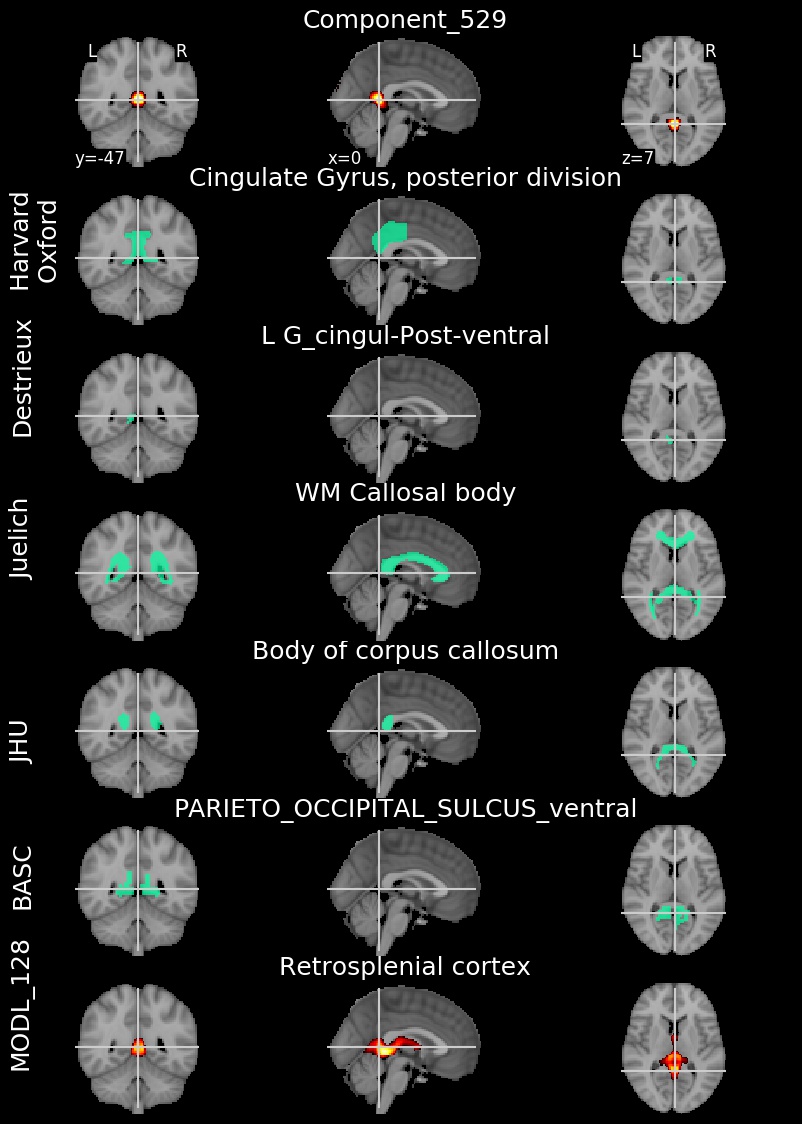 Component_529
L R
L R
y=-47
x=0
z=7
Cingulate Gyrus, posterior division
Harvard
Oxford
L G_cingul-Post-ventral
Destrieux
WM Callosal body
Juelich
Body of corpus callosum
JHU
PARIETO_OCCIPITAL_SULCUS_ventral
BASC
Retrosplenial cortex
MODL_128